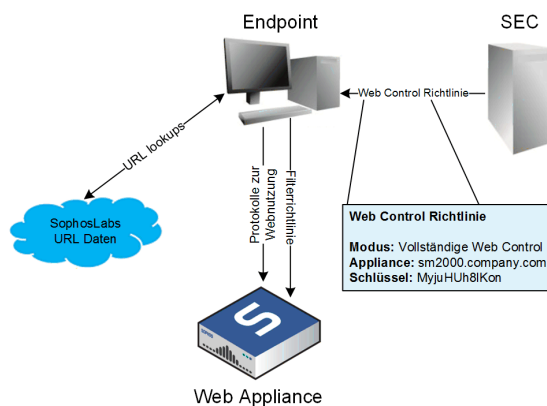 Endpoint
SEC
Web Control Richtlinie
URL lookups
SophosLabs
URL Daten
Protokolle zur
Webnutzung
Filterrichtlinie
Web Control Richtlinie
Modus: Vollständige Web Control
Appliance: sm2000.company.com
Schlüssel: MyjuHUh8IKon
S
Web Appliance